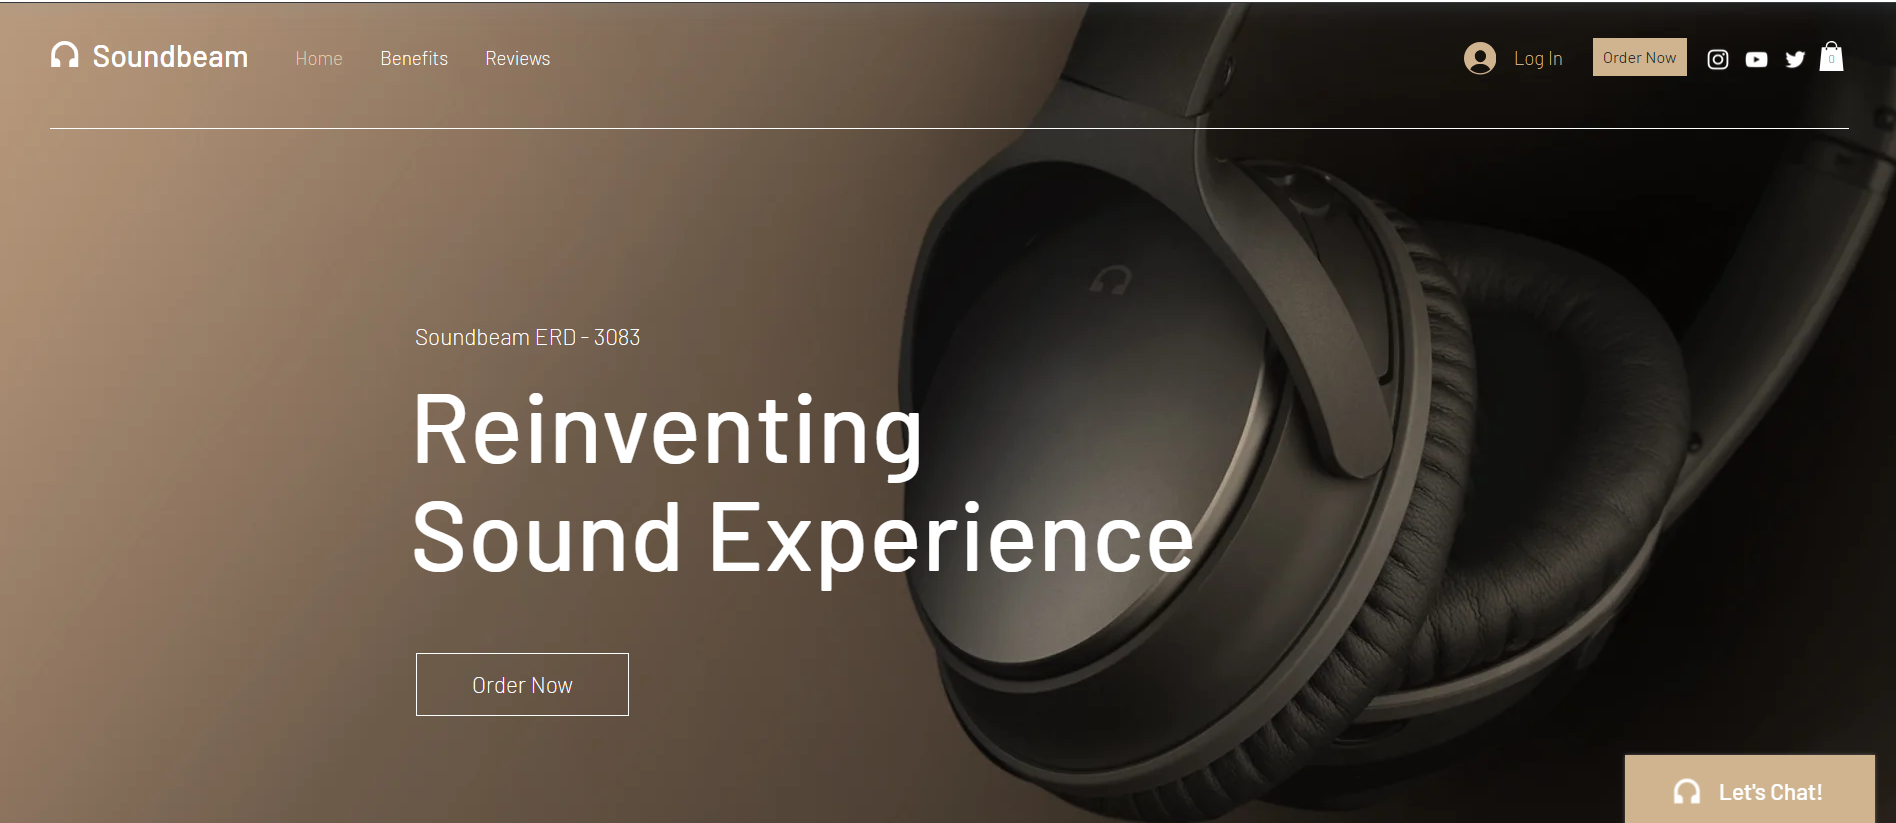 Soundbeam
Home
Benefits
Reviews
Log In
Order Now
0
Soundbeam ERD - 3083
Reinventing
Sound Experience
Order Now
Let's Chat!